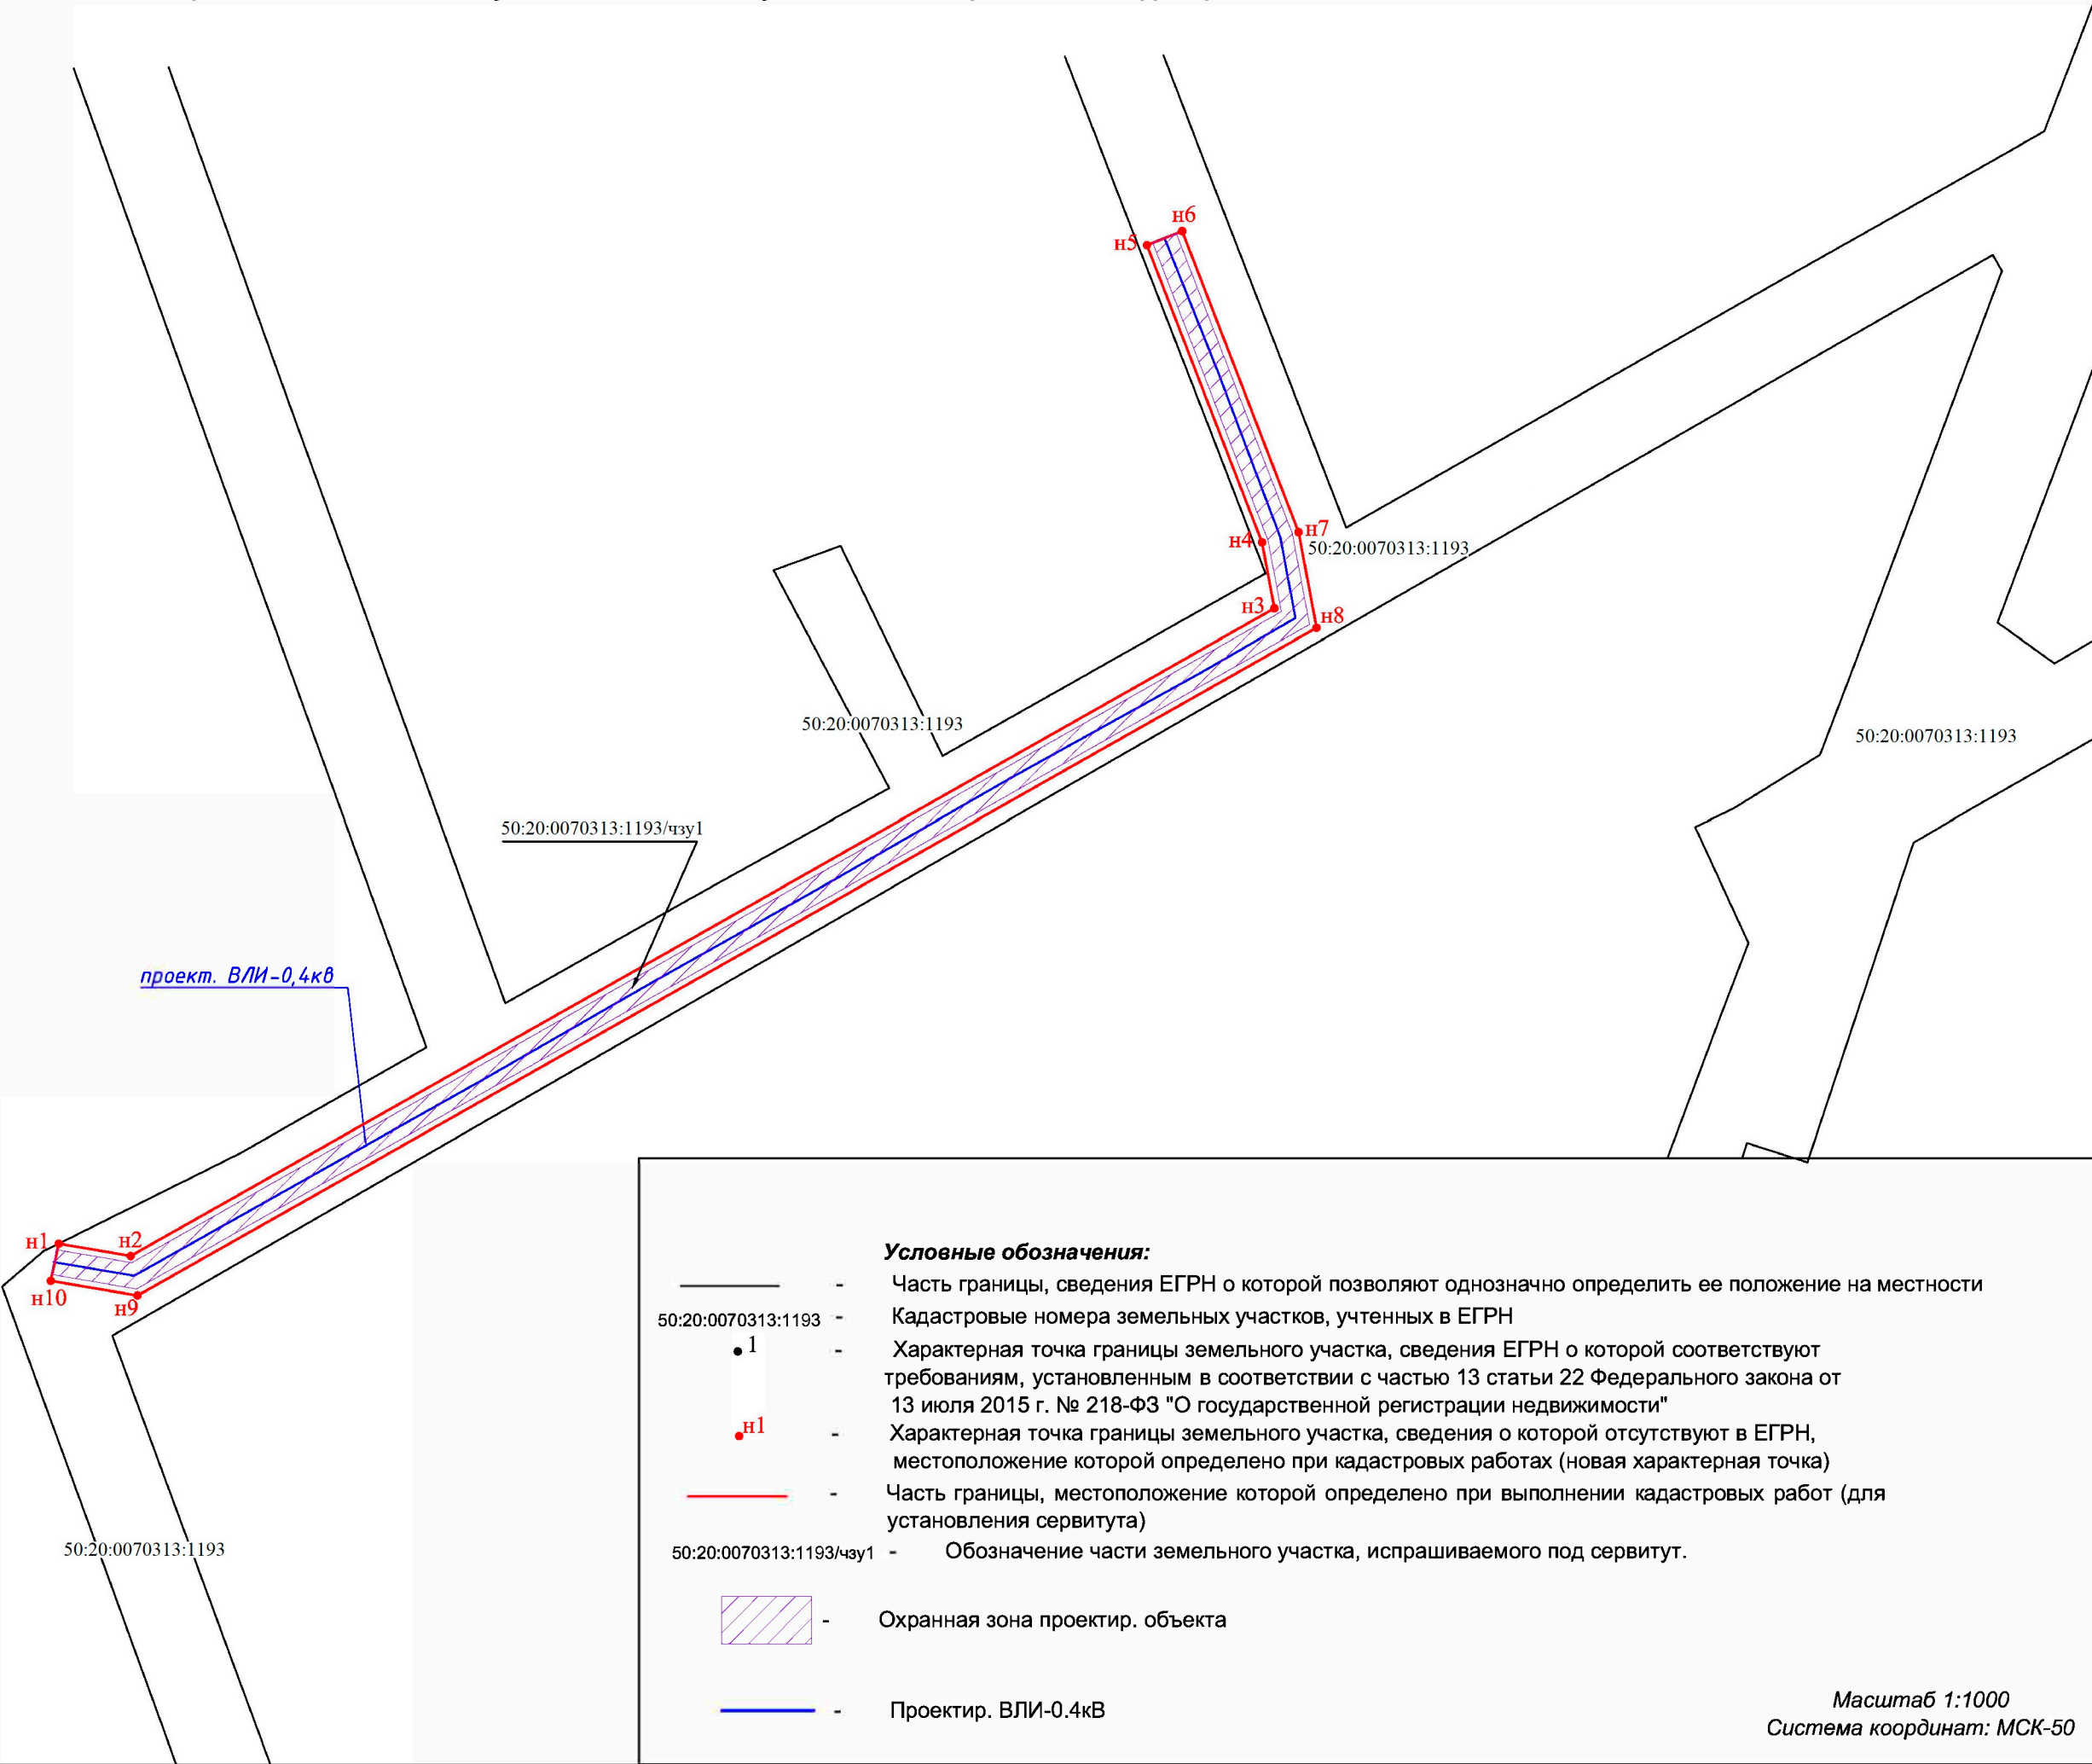 н6
н5
н7
н4
50:20:0070313:1193
н3
н8
50:20:0070313:1193
50:20:0070313:1193
50:20:0070313:1193/чзу1
проект. ВЛИ-0,4кв
н1
н2
н10
н9
50:20:0070313:1193
Условные обозначения:
- Часть границы, сведения ЕГРН о которой позволяют однозначно определить ее положение на местности
50:20:0070313:1193 - Кадастровые номера земельных участков, учтенных в ЕГРН
1 - Характерная точка границы земельного участка, сведения ЕГРН о которой соответствуют
требованиям, установленным в соответствии с частью 13 статьи 22 Федерального закона от
13 июля 2015 г. № 218-ФЗ "О государственной регистрации недвижимости"
н1 - Характерная точка границы земельного участка, сведения о которой отсутствуют в ЕГРН,
местоположение которой определено при кадастровых работах (новая характерная точка)
- Часть границы, местоположение которой определено при выполнении кадастровых работ (для
установления сервитута)
50:20:0070313:1193/чзу1 - Обозначение части земельного участка, испрашиваемого под сервитут.
- Охранная зона проектир. объекта
- Проектир. ВЛИ-0.4кВ
Масштаб 1:1000
Система координат: МСК-50